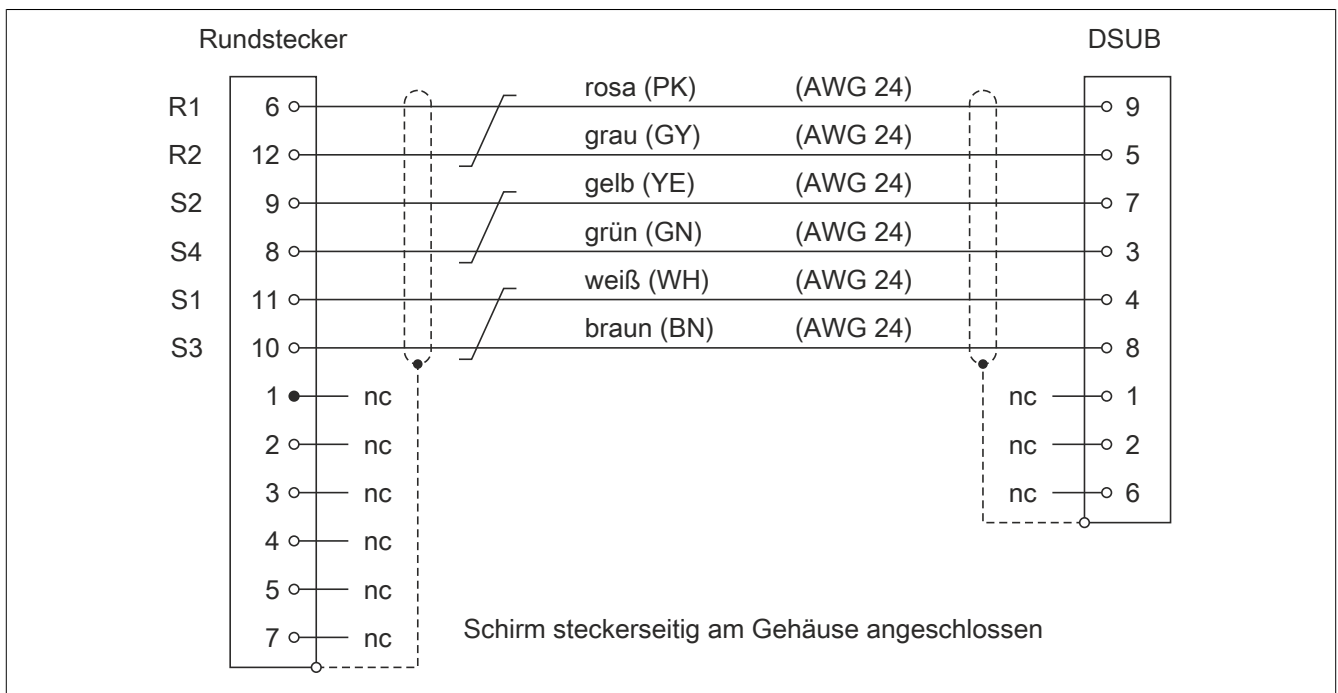 Rundstecker DSUB
R1 6 rosa (PK) (AWG 24) 9
R2 12 grau (GY) (AWG 24) 5
S2 9 gelb (YE) (AWG 24) 7
S4 8 grün (GN) (AWG 24) 3
S1 11 weiß (WH) (AWG 24) 4
S3 10 braun (BN) (AWG 24) 8
1 nc nc 1
2 nc nc 2
3 nc nc 6
4 nc
5 nc
7 nc Schirm steckerseitig am Gehäuse angeschlossen